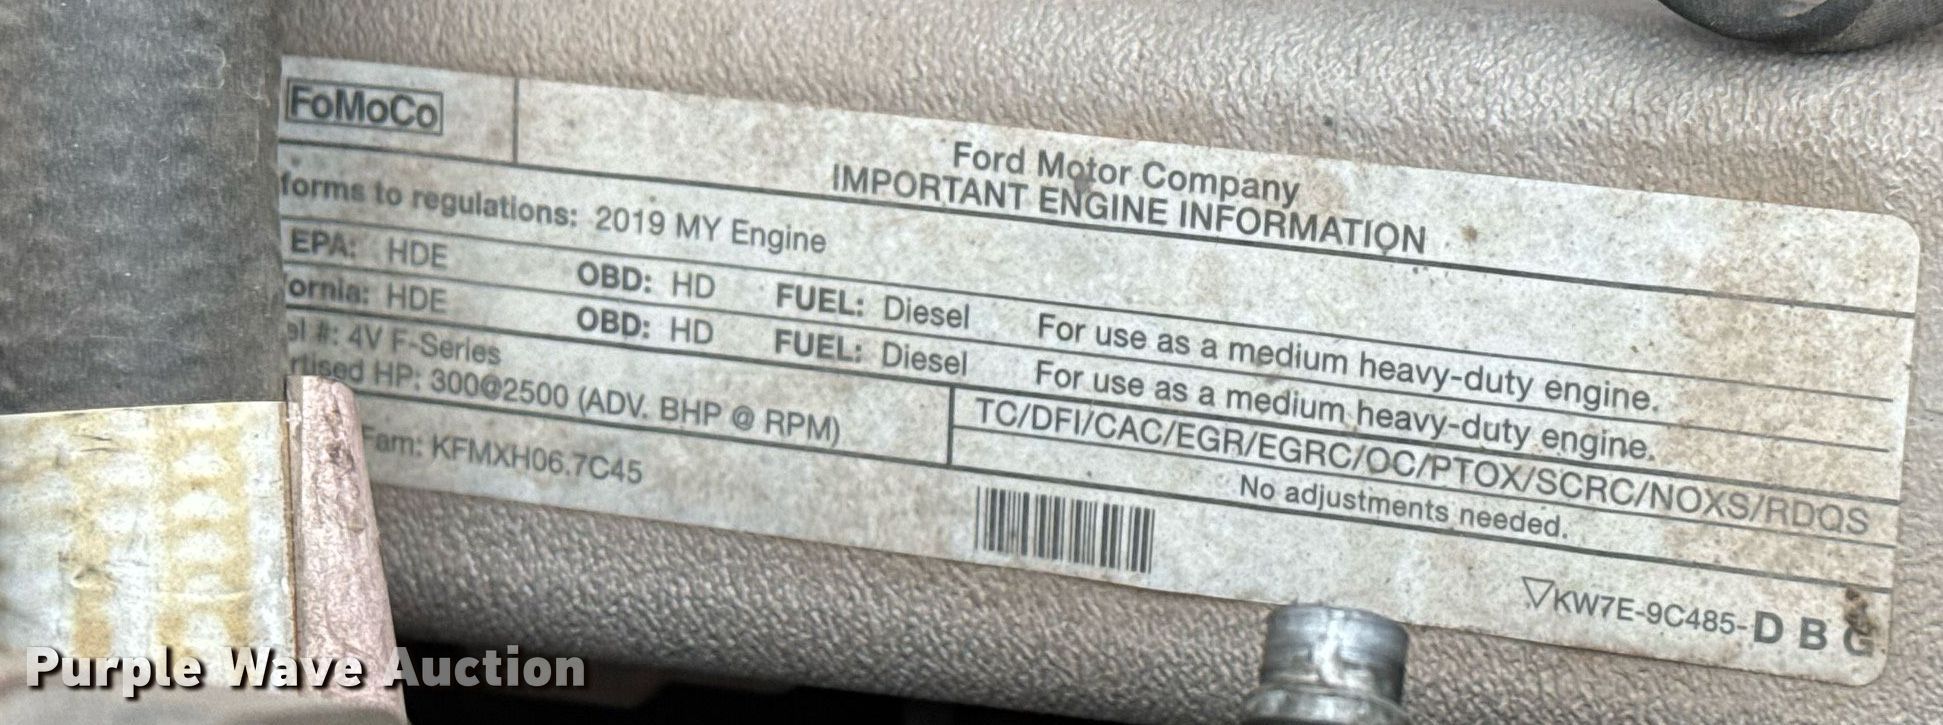 FoMoCo
Ford Motor Company
IMPORTANT ENGINE INFORMATION
forms to regulations: 2019 MY Engine
EPA: HDE OBD: HD FUEL: Diesel For use as a medium heavy-duty engine.
ornia: HDE OBD: HD FUEL: Diesel For use as a medium heavy-duty engine.
el #: 4V F-Series
rtised HP: 300@2500 (ADV. BHP @ RPM) TC/DFI/CAC/EGR/EGRC/OC/PTOX/SCRC/NOXS/RDQS
No adjustments needed.
Fam: KFMXH06.7C45
KW7E-9C485-D B
Purple Wave Auction